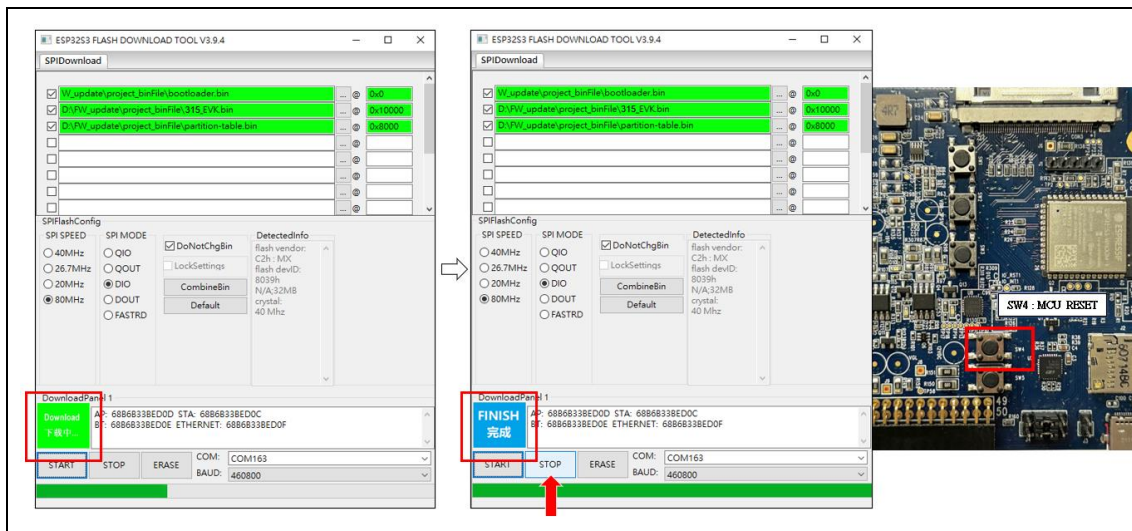 ESP32S3 FLASH DOWNLOAD TOOL V3.9.4
SPIDownload
W_update\project_binFile\bootloader.bin ... @ 0x0
D:\FW_update\project_binFile\315_EVK.bin ... @ 0x10000
D:\FW_update\project_binFile\partition-table.bin ... @ 0x8000
... @
... @
... @
... @
... @
SPIFlashConfig
SPI SPEED
40MHz
26.7MHz
20MHz
80MHz
SPI MODE
QIO
QOUT
DIO
DOUT
FASTRD
DoNotChgBin
LockSettings
CombineBin
Default
DetectedInfo
flash vendor:
C2h : MX
flash devID:
8039h
N/A;32MB
crystal:
40 Mhz
DownloadPanel 1
Download
下载中...
AP: 68B6B33BED0D STA: 68B6B33BED0C
BT: 68B6B33BED0E ETHERNET: 68B6B33BED0F
START
STOP
ERASE
COM: COM163
BAUD: 460800
ESP32S3 FLASH DOWNLOAD TOOL V3.9.4
SPIDownload
W_update\project_binFile\bootloader.bin ... @ 0x0
D:\FW_update\project_binFile\315_EVK.bin ... @ 0x10000
D:\FW_update\project_binFile\partition-table.bin ... @ 0x8000
... @
... @
... @
... @
... @
SPIFlashConfig
SPI SPEED
40MHz
26.7MHz
20MHz
80MHz
SPI MODE
QIO
QOUT
DIO
DOUT
FASTRD
DoNotChgBin
LockSettings
CombineBin
Default
DetectedInfo
flash vendor:
C2h : MX
flash devID:
8039h
N/A;32MB
crystal:
40 Mhz
DownloadPanel 1
FINISH
完成
AP: 68B6B33BED0D STA: 68B6B33BED0C
BT: 68B6B33BED0E ETHERNET: 68B6B33BED0F
START
STOP
ERASE
COM: COM163
BAUD: 460800
4R7
SW4 : MCU RESET
SW4
SW5
49
50